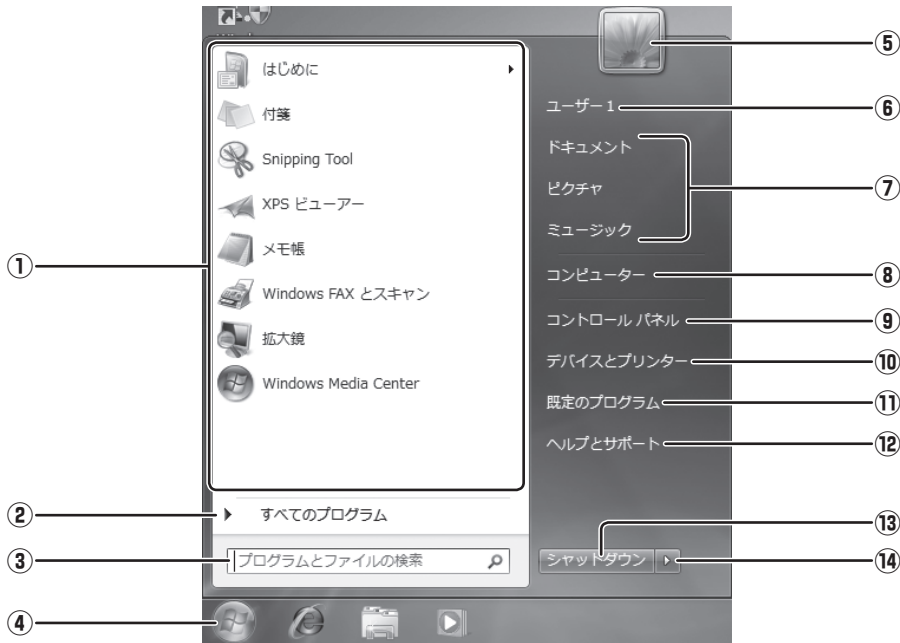 はじめに
付箋
Snipping Tool
XPS ビューアー
メモ帳
Windows FAX とスキャン
拡大鏡
Windows Media Center
すべてのプログラム
プログラムとファイルの検索
ユーザー1
ドキュメント
ピクチャ
ミュージック
コンピューター
コントロール パネル
デバイスとプリンター
既定のプログラム
ヘルプとサポート
シャットダウン
①
②
③
④
⑤
⑥
⑦
⑧
⑨
⑩
⑪
⑫
⑬
⑭